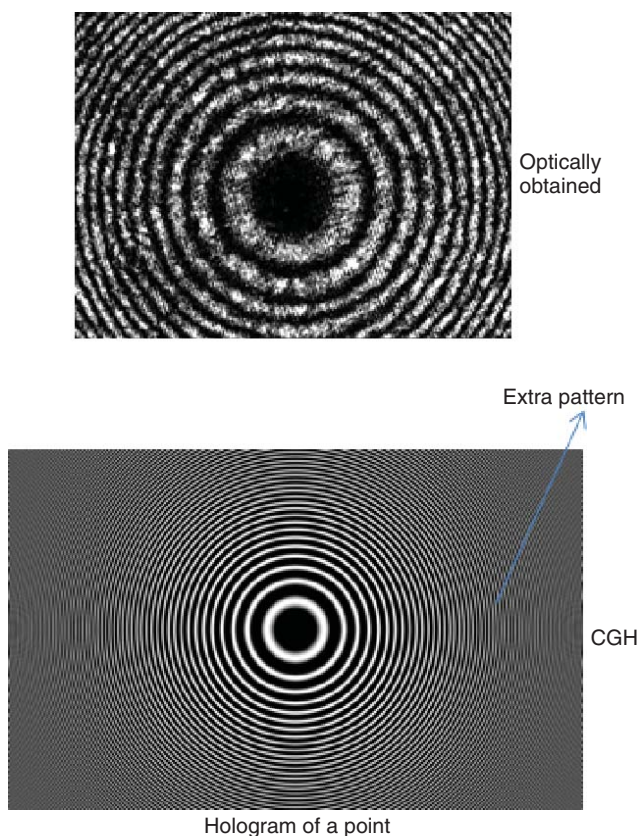 Optically
obtained
Extra pattern
CGH
Hologram of a point